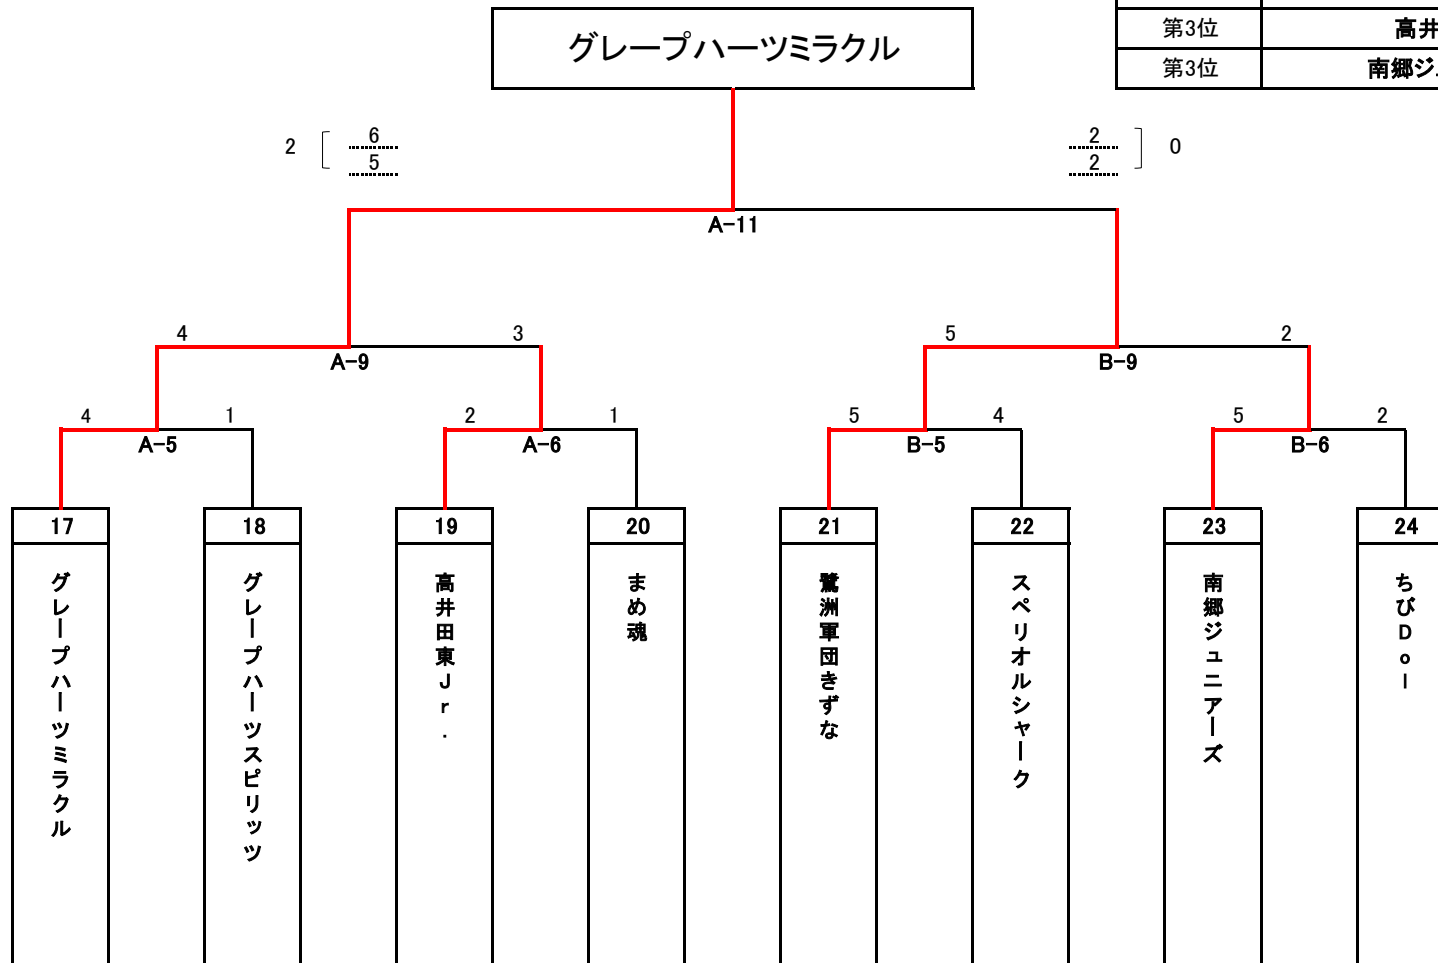 グレープハーツミラクル
第3位 高井
第3位 南郷ジ
2 6 2 0
5 2
A-11
4 3 5 2
A-9 B-9
4 1 2 1 5 4 5 2
A-5 A-6 B-5 B-6
17 18 19 20 21 22 23 24
グレープハーツミラクル
グレープハーツスピリッツ
高井田東Jr.
まめ魂
鷺洲軍団きずな
スペリオルシャーク
南郷ジュニアーズ
ちびDol